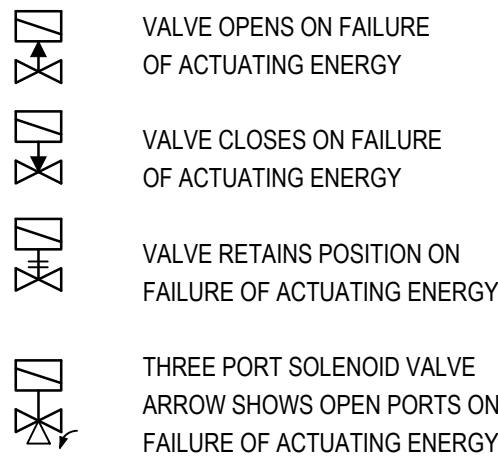 VALVE OPENS ON FAILURE
OF ACTUATING ENERGY
VALVE CLOSES ON FAILURE
OF ACTUATING ENERGY
VALVE RETAINS POSITION ON
FAILURE OF ACTUATING ENERGY
THREE PORT SOLENOID VALVE
ARROW SHOWS OPEN PORTS ON
FAILURE OF ACTUATING ENERGY